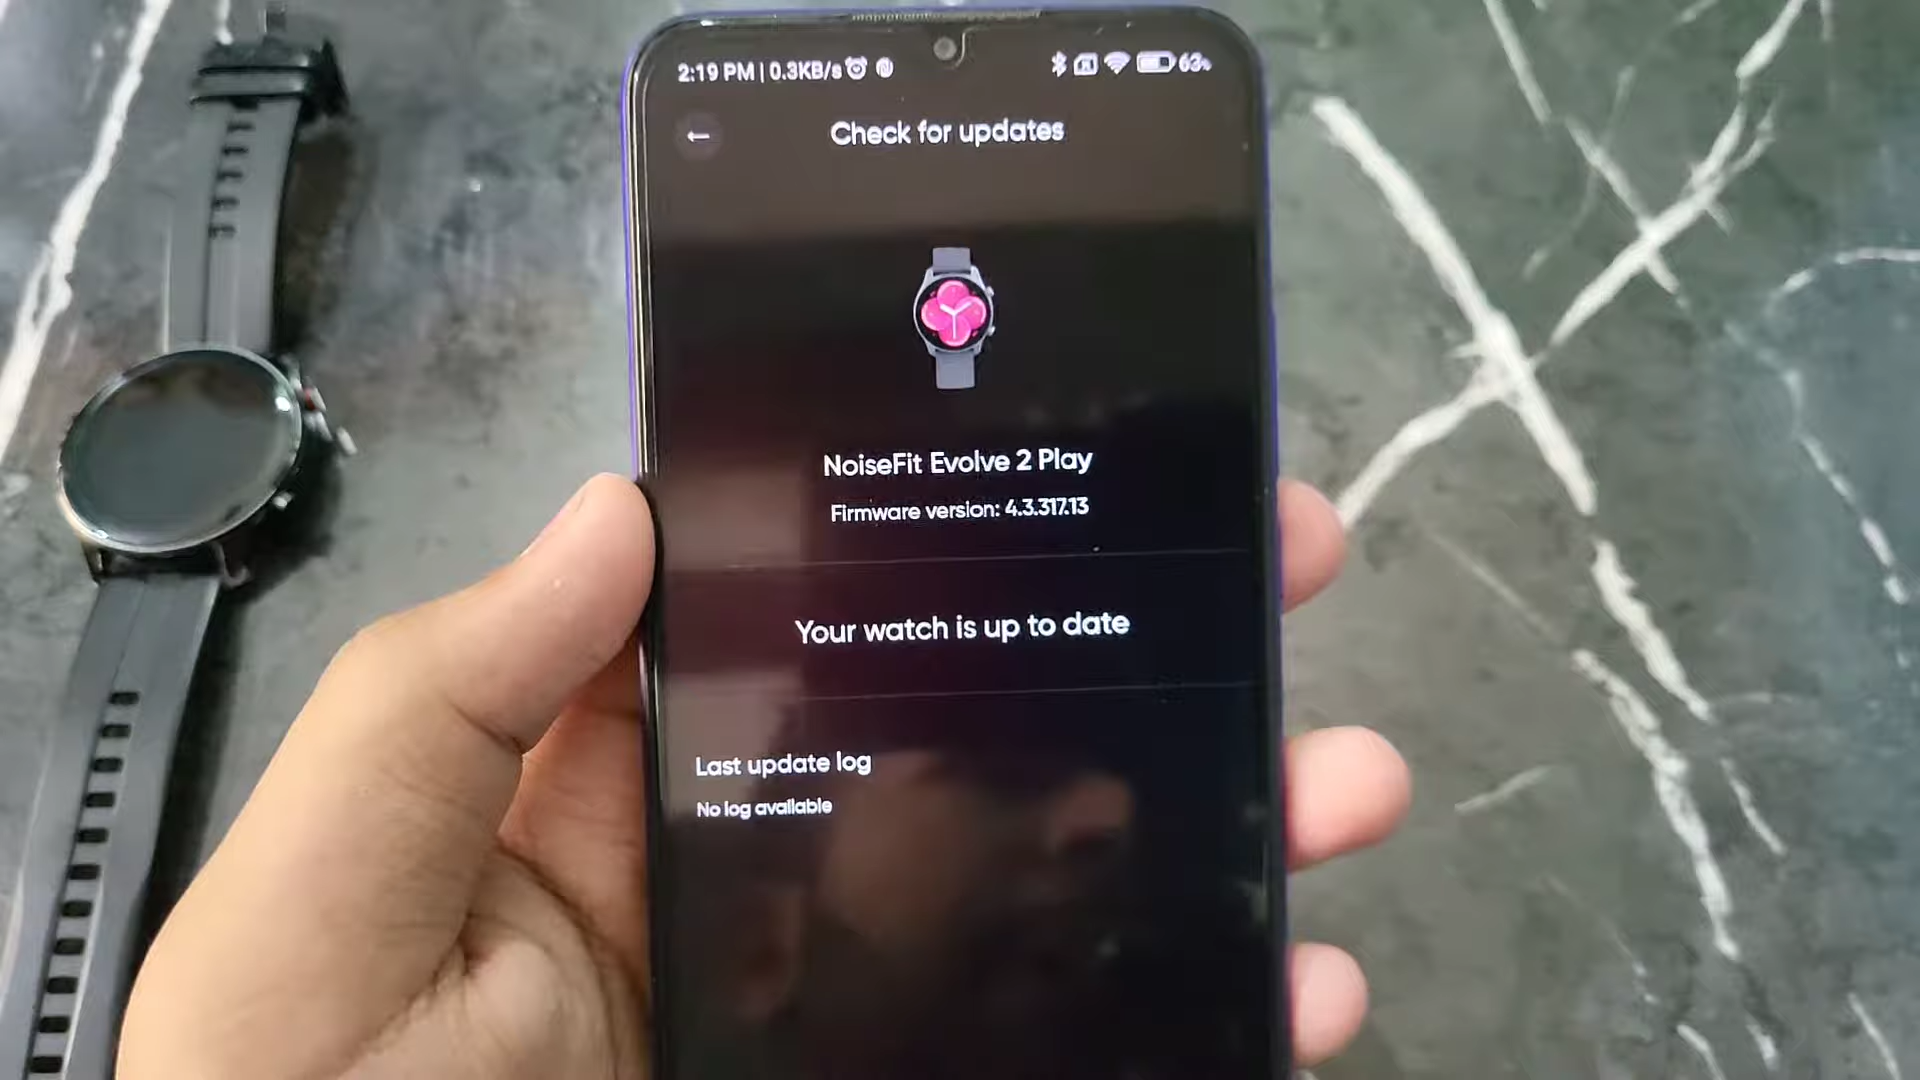 2:19 PM | 0.3KB/s 63%
Check for updates
NoiseFit Evolve 2 Play
Firmware version: 4.3.317.13
Your watch is up to date
Last update log
No log available